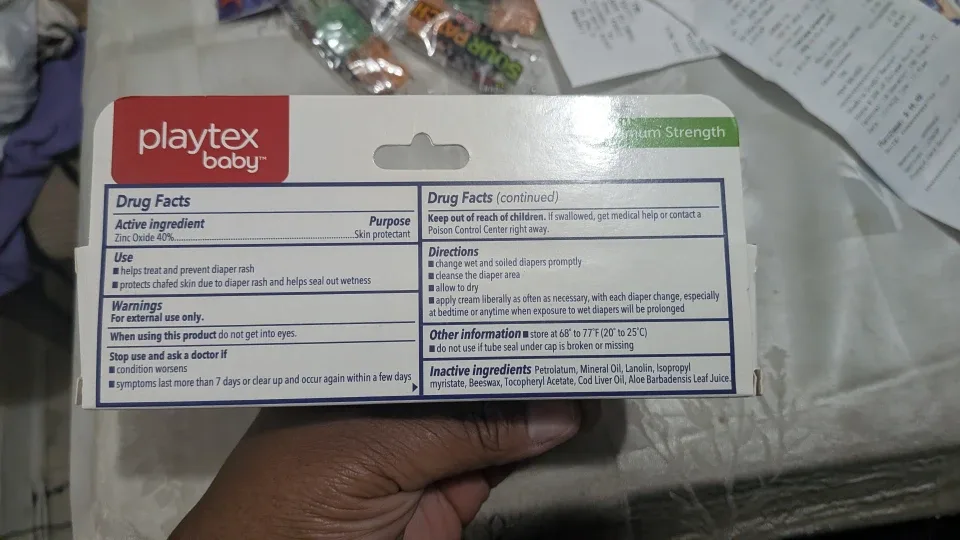 SOUR PATCH
playtex
baby™
mum Strength
Drug Facts
Active ingredient Purpose
Zinc Oxide 40%........Skin protectant
Use
■ helps treat and prevent diaper rash
■ protects chafed skin due to diaper rash and helps seal out wetness
Warnings
For external use only.
When using this product do not get into eyes.
Stop use and ask a doctor if
■ condition worsens
■ symptoms last more than 7 days or clear up and occur again within a few days
Drug Facts (continued)
Keep out of reach of children. If swallowed, get medical help or contact a
Poison Control Center right away.
Directions
■ change wet and soiled diapers promptly
■ cleanse the diaper area
■ allow to dry
■ apply cream liberally as often as necessary, with each diaper change, especially
at bedtime or anytime when exposure to wet diapers will be prolonged
Other information ■ store at 68˚ to 77˚F (20˚ to 25˚C)
■ do not use if tube seal under cap is broken or missing
Inactive ingredients Petrolatum, Mineral Oil, Lanolin, Isopropyl
myristate, Beeswax, Tocopheryl Acetate, Cod Liver Oil, Aloe Barbadensis Leaf Juice.